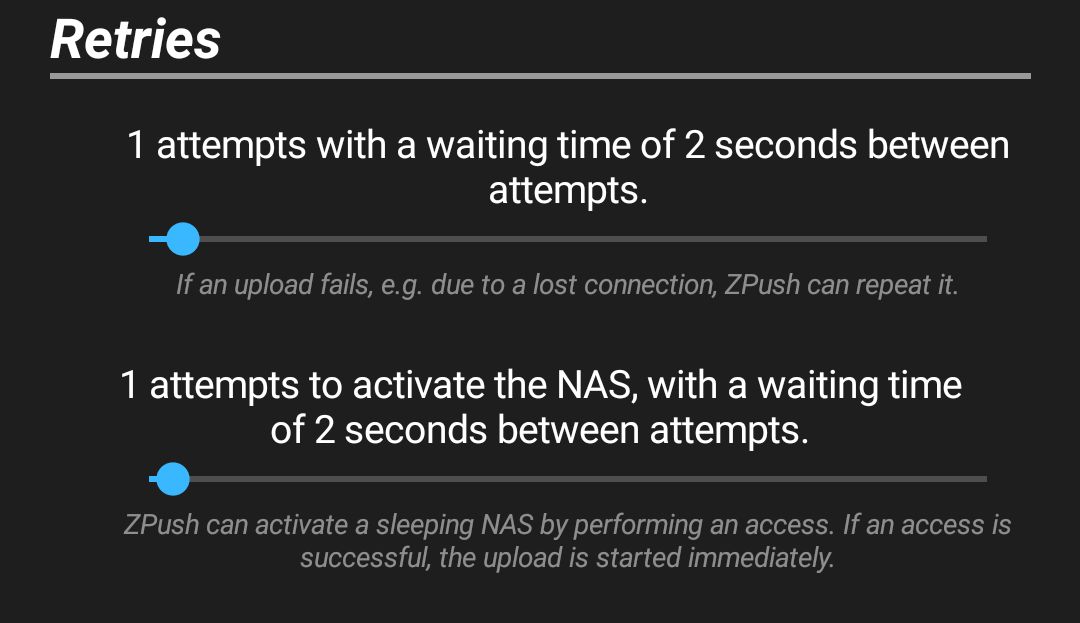 Retries
1 attempts with a waiting time of 2 seconds between
attempts.
If an upload fails, e.g. due to a lost connection, ZPush can repeat it.
1 attempts to activate the NAS, with a waiting time
of 2 seconds between attempts.
ZPush can activate a sleeping NAS by performing an access. If an access is
successful, the upload is started immediately.